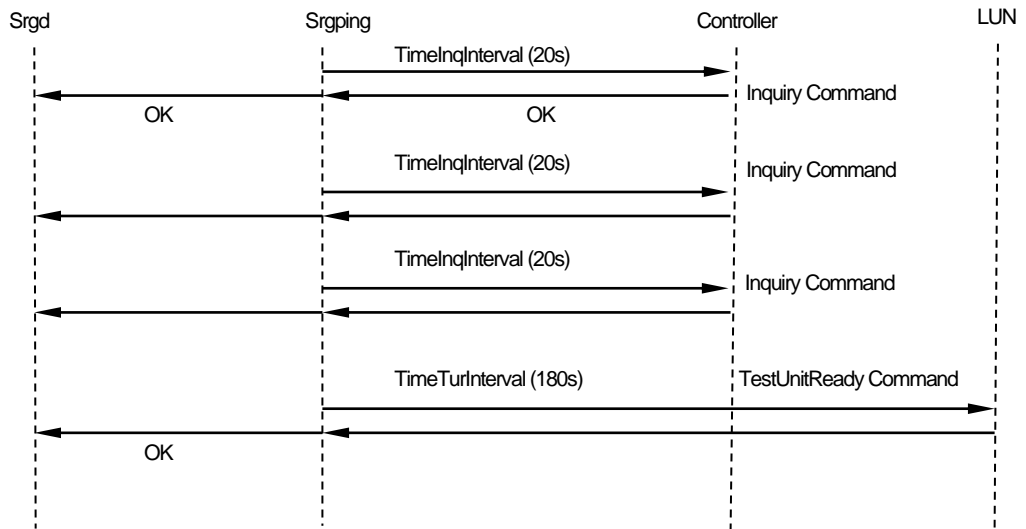 Srgd
Srgping
Controller
LUN
TimeInqInterval (20s)
Inquiry Command
OK
OK
TimeInqInterval (20s)
Inquiry Command
TimeInqInterval (20s)
Inquiry Command
TimeTurInterval (180s)
TestUnitReady Command
OK